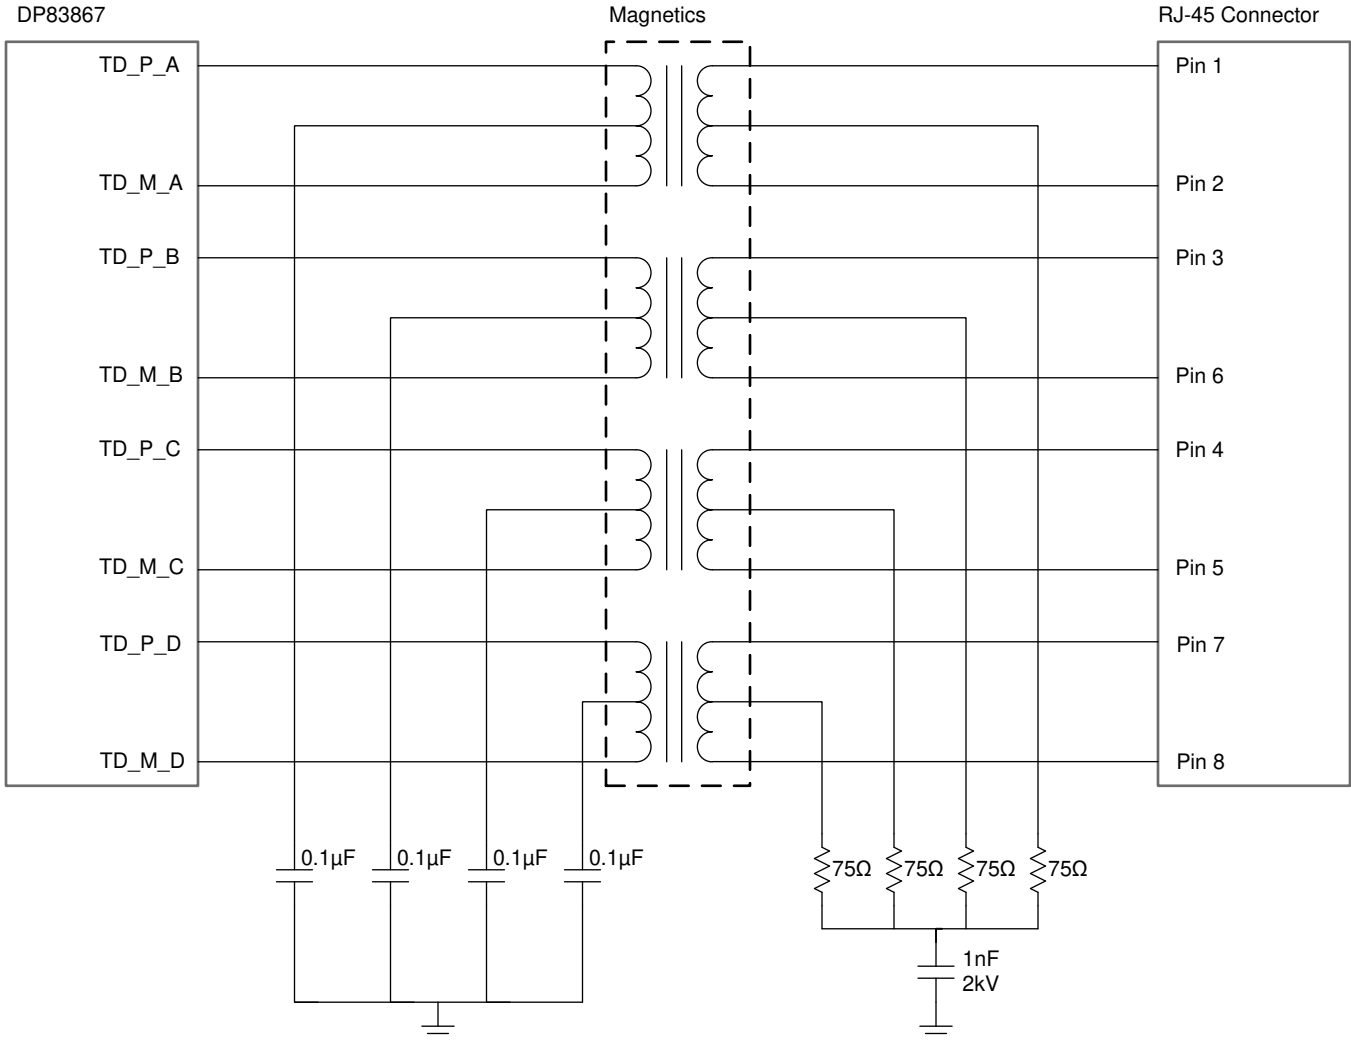 DP83867
Magnetics
RJ-45 Connector
TD_P_A
Pin 1
TD_M_A
Pin 2
TD_P_B
Pin 3
TD_M_B
Pin 6
TD_P_C
Pin 4
TD_M_C
Pin 5
TD_P_D
Pin 7
TD_M_D
Pin 8
0.1µF
0.1µF
0.1µF
0.1µF
75Ω
75Ω
75Ω
75Ω
1nF
2kV